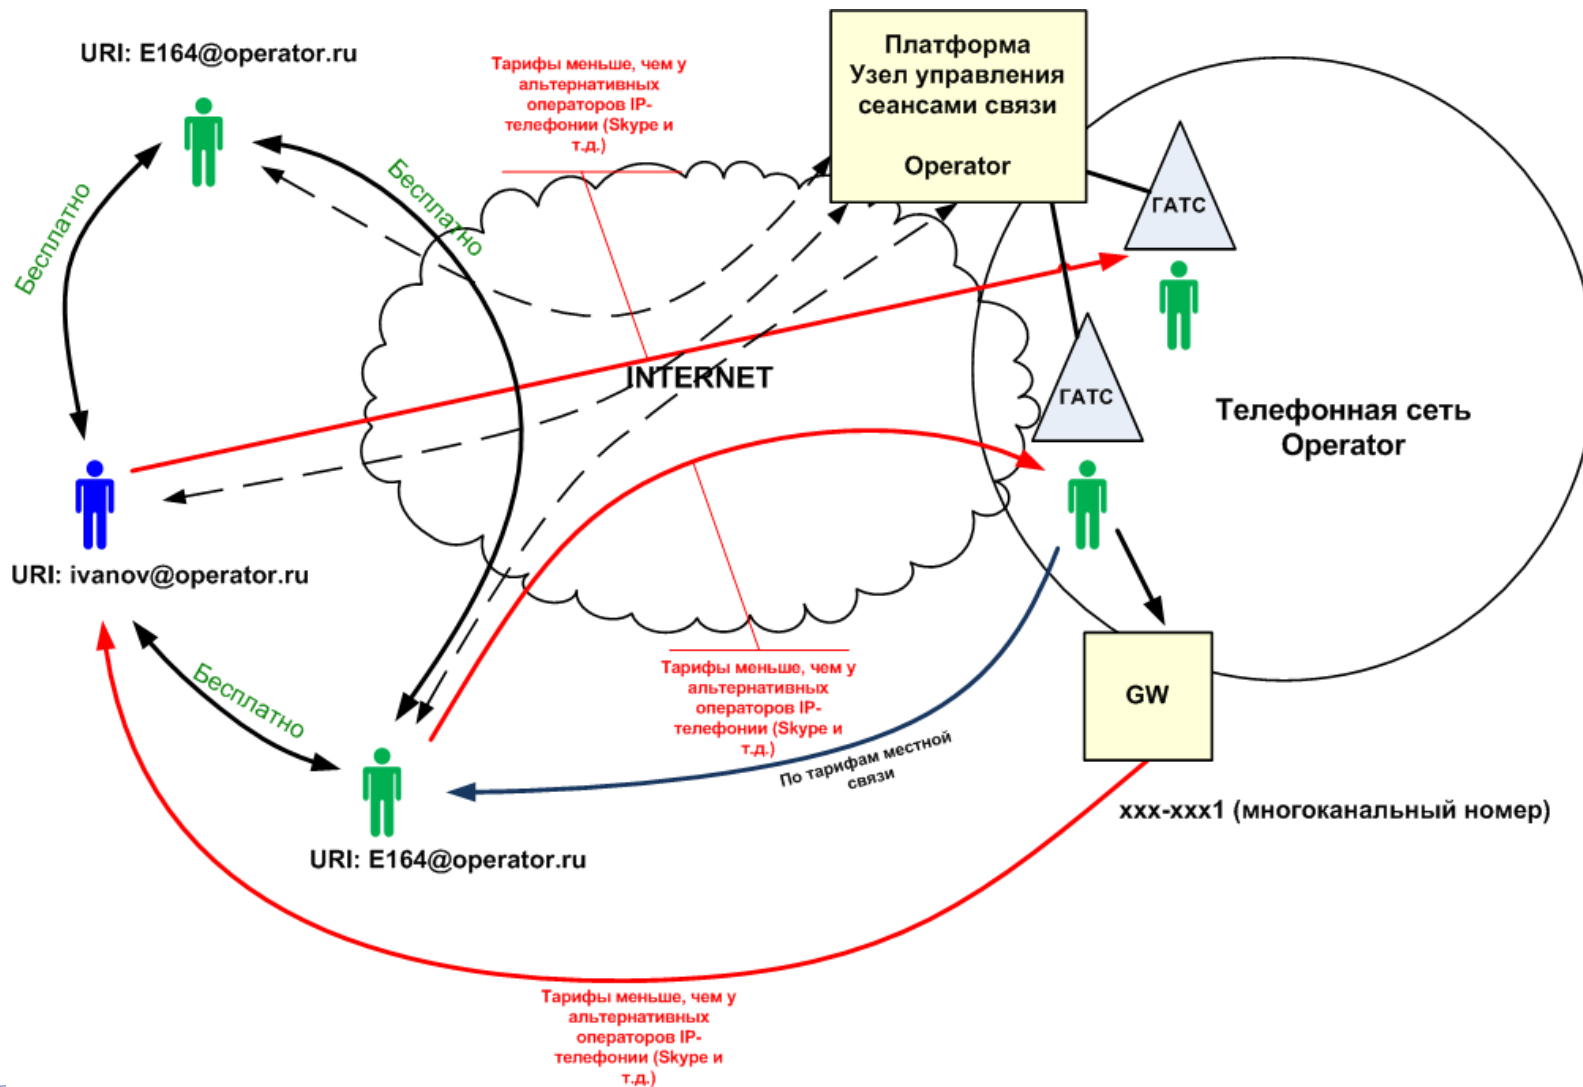 URI: E164@operator.ru
Тарифы меньше, чем у
альтернативных
операторов IP-
телефонии (Skype и
т.д.)
Платформа
Узел управления
сеансами связи
Operator
Бесплатно
Бесплатно
ГАТС
INTERNET
ГАТС
Телефонная сеть
Operator
URI: ivanov@operator.ru
Бесплатно
Тарифы меньше, чем у
альтернативных
операторов IP-
телефонии (Skype и
т.д.)
GW
По тарифам местной
связи
xxx-xxx1 (многоканальный номер)
URI: E164@operator.ru
Тарифы меньше, чем у
альтернативных
операторов IP-
телефонии (Skype и
т.д.)